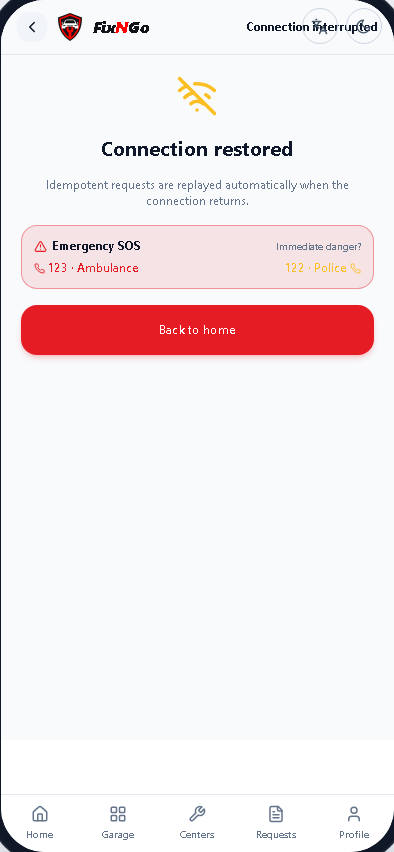 FixNGo
Connection Interrupted
Connection restored
Idempotent requests are replayed automatically when the
connection returns.
Emergency SOS
Immediate danger?
123 · Ambulance
122 · Police
Back to home
Home
Garage
Centers
Requests
Profile